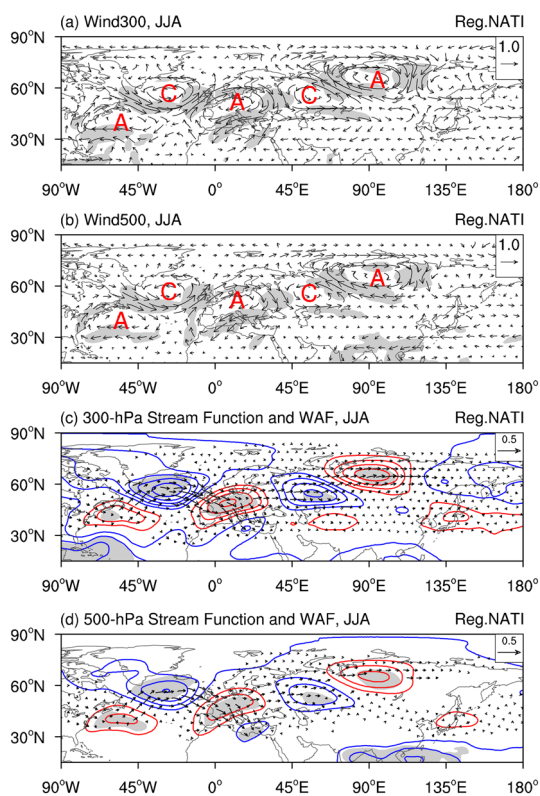 (a) Wind300, JJA Reg.NATI
90°N 1.0
60°N C A C A
30°N A
90°W 45°W 0° 45°E 90°E 135°E 180°
(b) Wind500, JJA Reg.NATI
90°N 1.0
60°N C A C A
30°N A
90°W 45°W 0° 45°E 90°E 135°E 180°
(c) 300-hPa Stream Function and WAF, JJA Reg.NATI
90°N 0.5
60°N
30°N
90°W 45°W 0° 45°E 90°E 135°E 180°
(d) 500-hPa Stream Function and WAF, JJA Reg.NATI
90°N 0.5
60°N
30°N
90°W 45°W 0° 45°E 90°E 135°E 180°